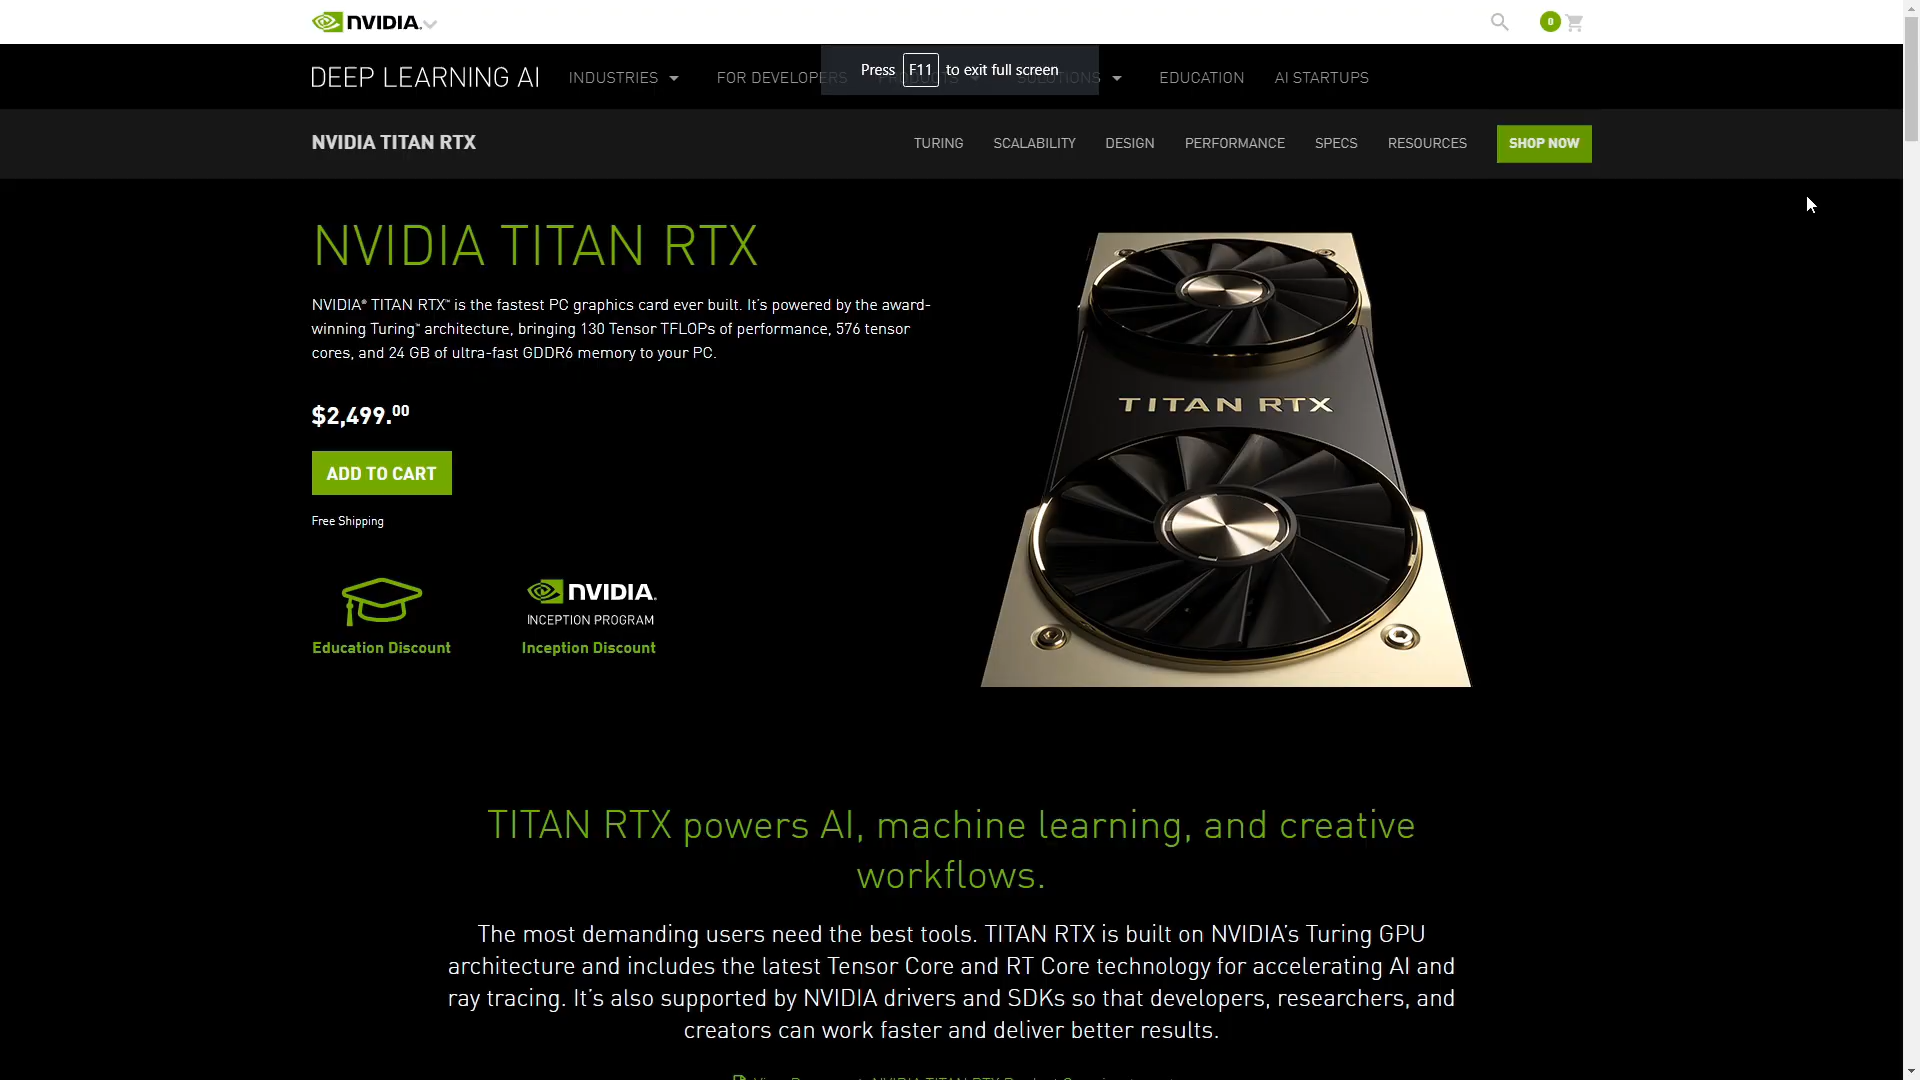 NVIDIA.
0
DEEP LEARNING AI INDUSTRIES FOR DEVELOPERS PRODUCTS SOLUTIONS EDUCATION AI STARTUPS
Press F11 to exit full screen
NVIDIA TITAN RTX TURING SCALABILITY DESIGN PERFORMANCE SPECS RESOURCES SHOP NOW
NVIDIA TITAN RTX
NVIDIA® TITAN RTX™ is the fastest PC graphics card ever built. It’s powered by the award-
winning Turing™ architecture, bringing 130 Tensor TFLOPs of performance, 576 tensor
cores, and 24 GB of ultra-fast GDDR6 memory to your PC.
$2,499.00
ADD TO CART
Free Shipping
TITAN RTX
NVIDIA.
INCEPTION PROGRAM
Education Discount Inception Discount
TITAN RTX powers AI, machine learning, and creative
workflows.
The most demanding users need the best tools. TITAN RTX is built on NVIDIA’s Turing GPU
architecture and includes the latest Tensor Core and RT Core technology for accelerating AI and
ray tracing. It’s also supported by NVIDIA drivers and SDKs so that developers, researchers, and
creators can work faster and deliver better results.